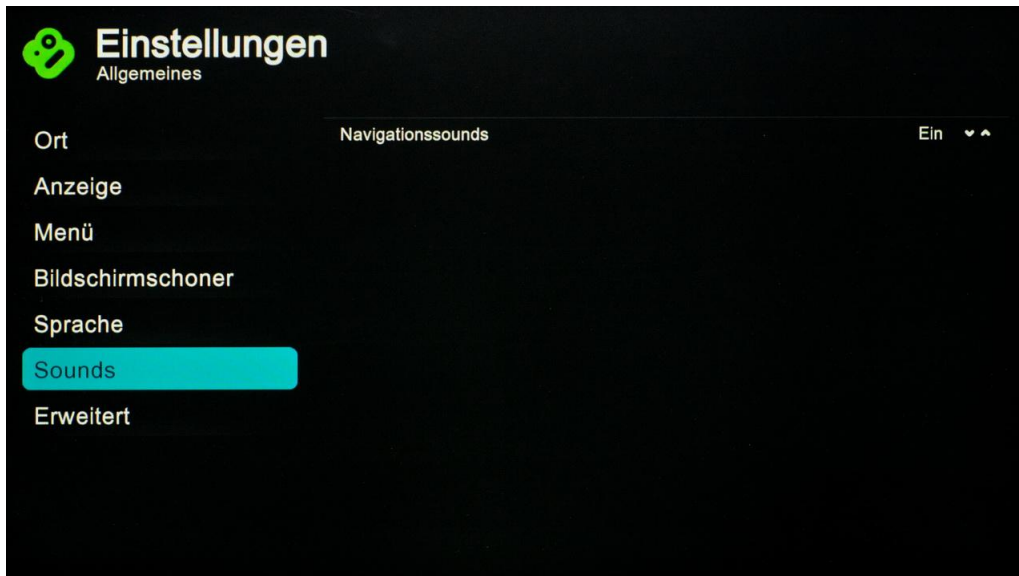 Einstellungen
Allgemeines
Ort
Anzeige
Menü
Bildschirmschoner
Sprache
Sounds
Erweitert
Navigationssounds Ein